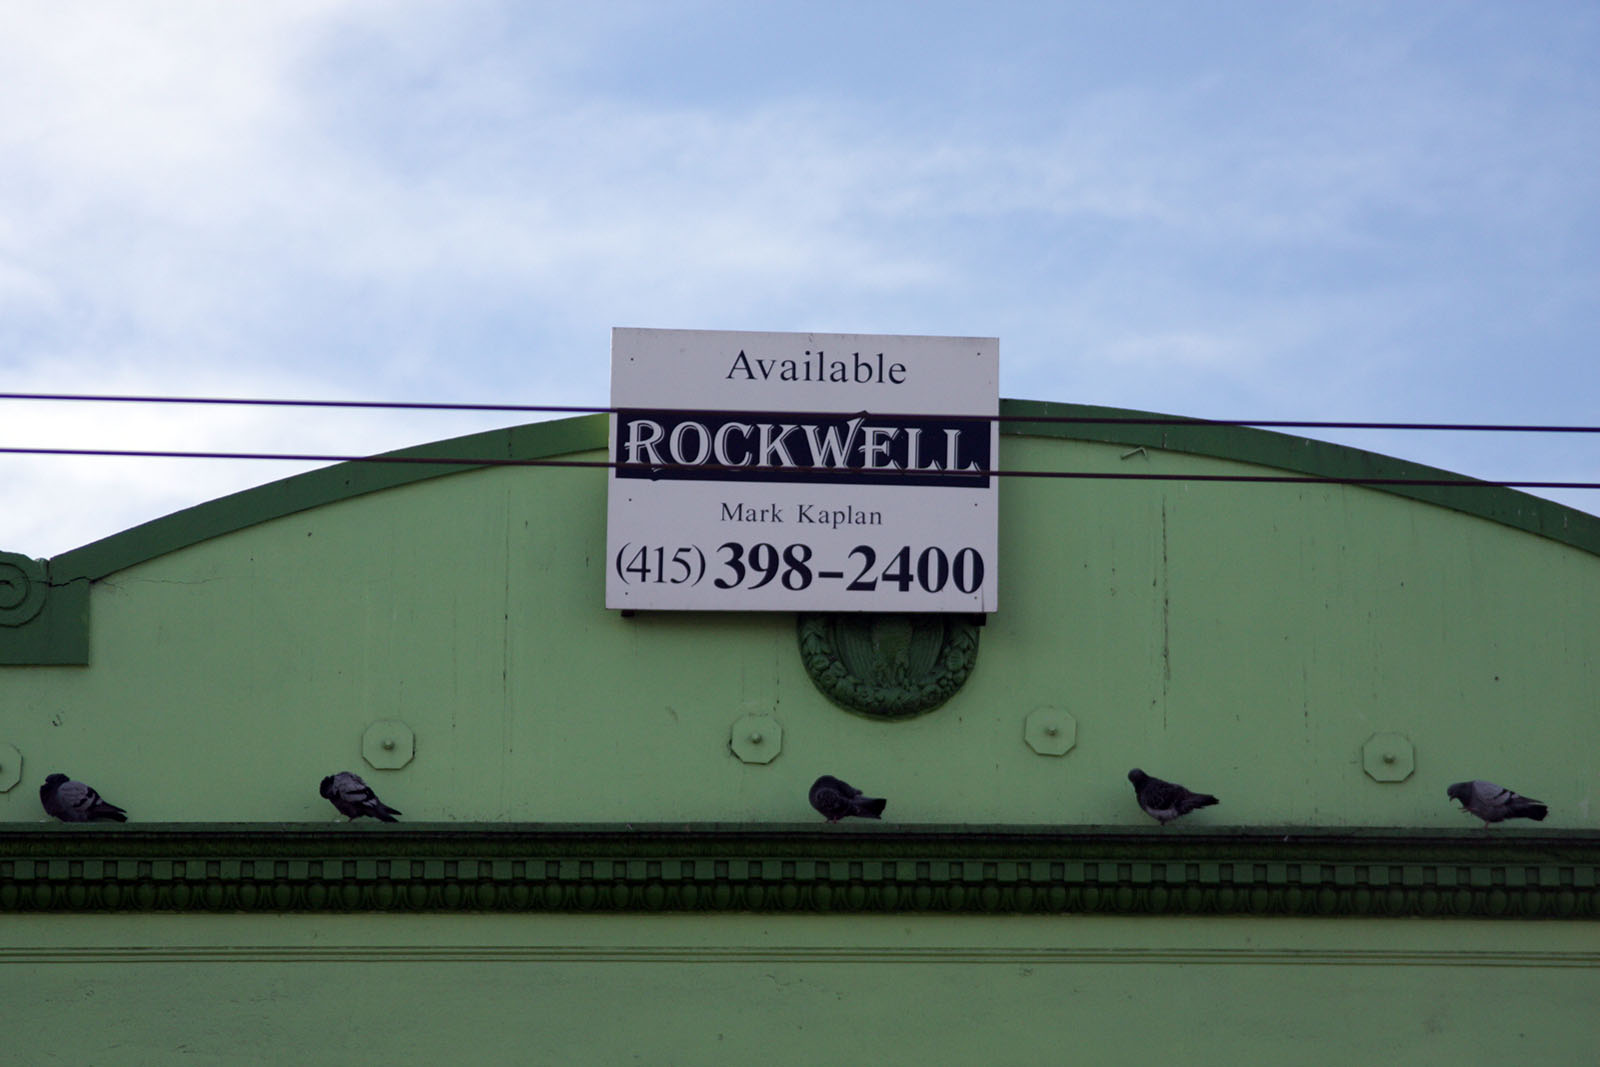 Available
ROCKWELL
Mark Kaplan
(415) 398-2400